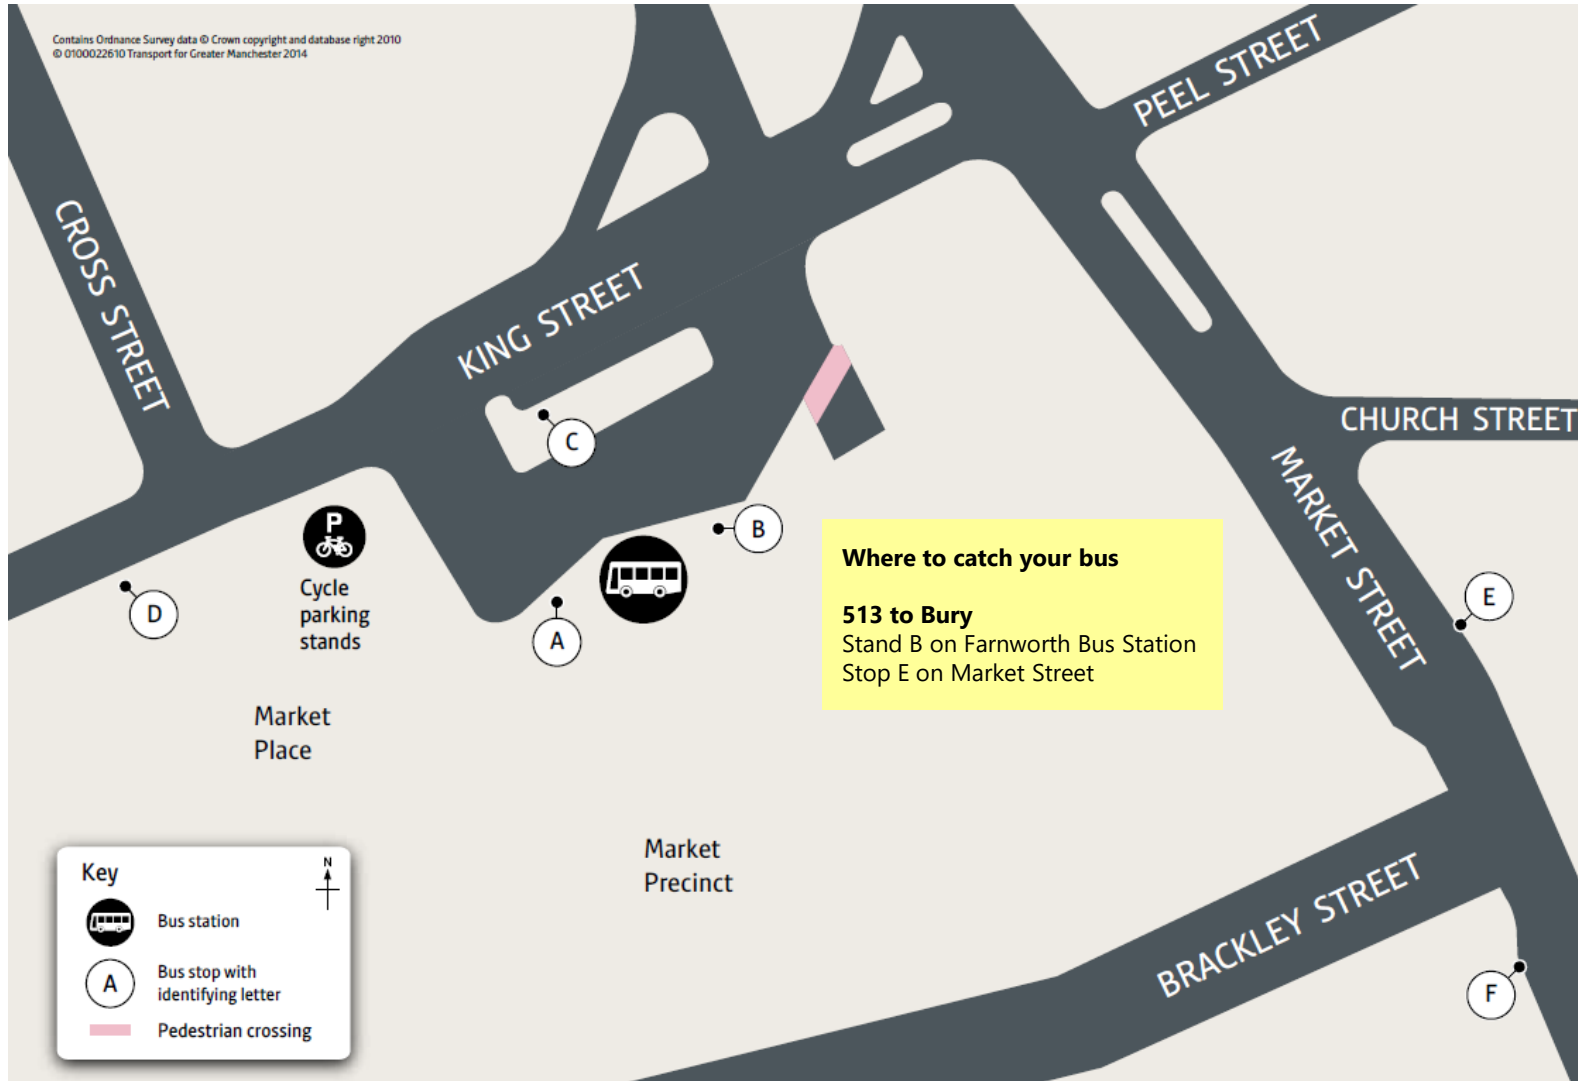 Contains Ordnance Survey data © Crown copyright and database right 2010
© 0100022610 Transport for Greater Manchester 2014
PEEL STREET
CROSS STREET
KING STREET
CHURCH STREET
C
MARKET STREET
P
B
Cycle
parking
stands
D
A
E
Where to catch your bus
513 to Bury
Stand B on Farnworth Bus Station
Stop E on Market Street
Market
Place
Market
Precinct
BRACKLEY STREET
F
Key
N
Bus station
A
Bus stop with
identifying letter
Pedestrian crossing